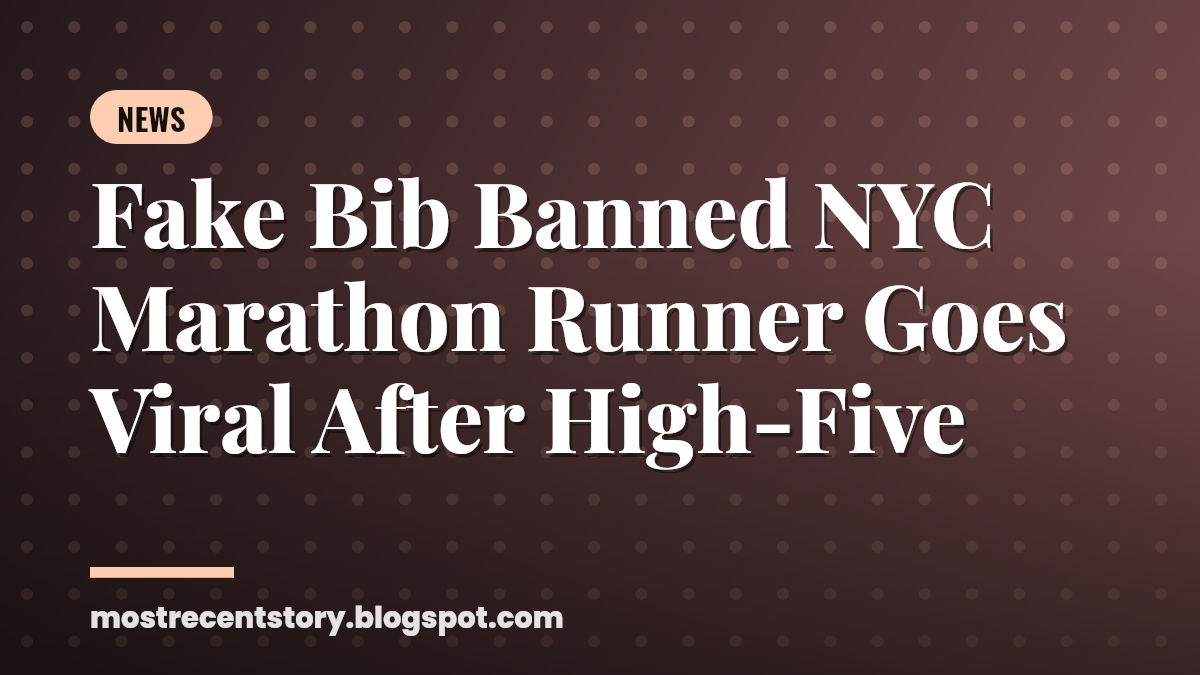 NEWS
Fake Bib Banned NYC
Marathon Runner Goes
Viral After High-Five
mostrecentstory.blogspot.com